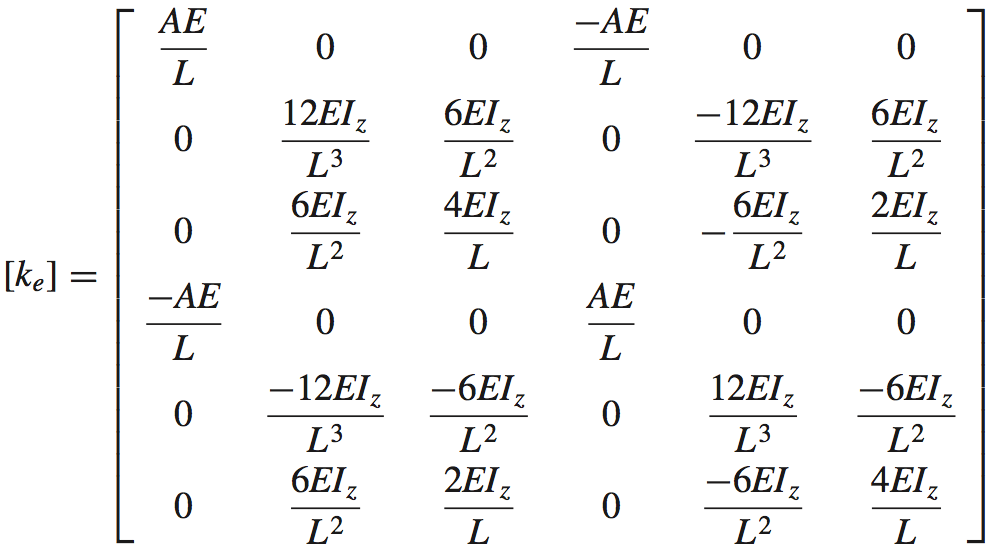 [k_e] = [ AE/L 0 0 -AE/L 0 0
0 12EI_z/L^3 6EI_z/L^2 0 -12EI_z/L^3 6EI_z/L^2
0 6EI_z/L^2 4EI_z/L 0 -6EI_z/L^2 2EI_z/L
-AE/L 0 0 AE/L 0 0
0 -12EI_z/L^3 -6EI_z/L^2 0 12EI_z/L^3 -6EI_z/L^2
0 6EI_z/L^2 2EI_z/L 0 -6EI_z/L^2 4EI_z/L ]